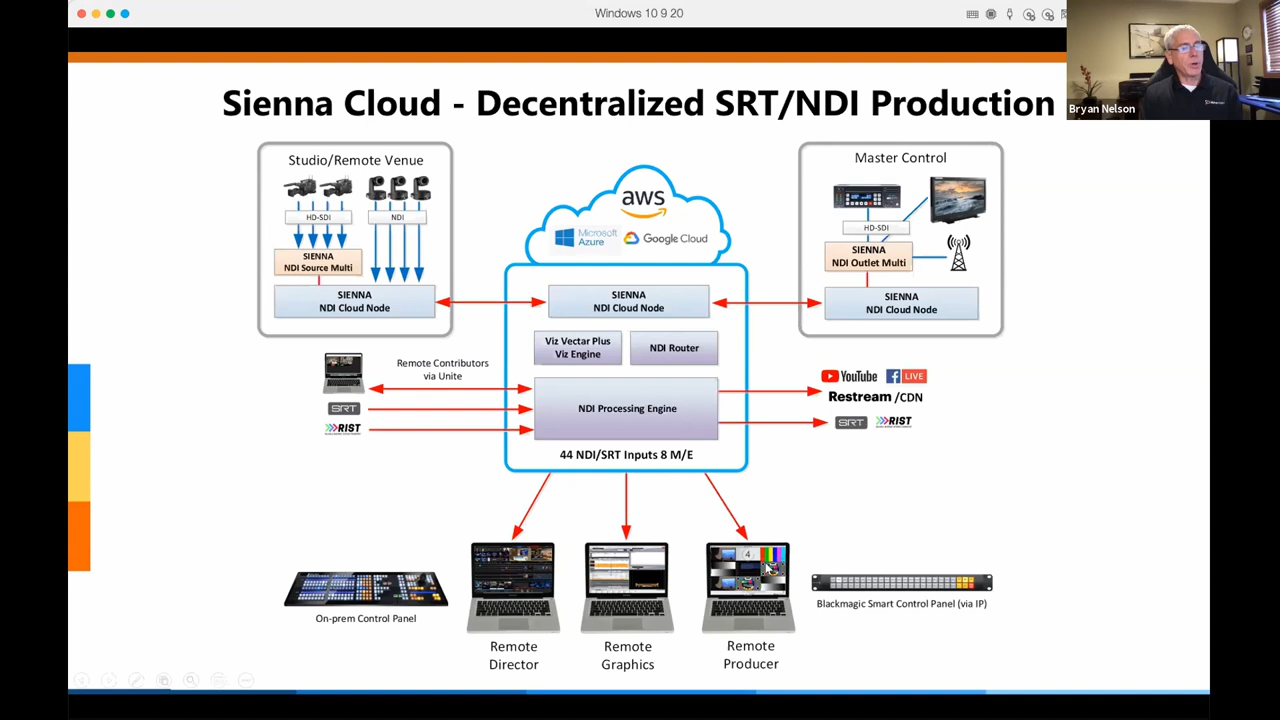 Windows 10 9 20
Bryan Nelson
Sienna Cloud - Decentralized SRT/NDI Production
Studio/Remote Venue
HD-SDI
NDI
SIENNA
NDI Source Multi
SIENNA
NDI Cloud Node
aws
Microsoft
Azure
Google Cloud
SIENNA
NDI Cloud Node
Viz Vectar Plus
Viz Engine
NDI Router
NDI Processing Engine
44 NDI/SRT Inputs 8 M/E
Master Control
HD-SDI
SIENNA
NDI Outlet Multi
SIENNA
NDI Cloud Node
Remote Contributors
via Unite
SRT
RIST
YouTube
f LIVE
Restream /CDN
SRT
RIST
On-prem Control Panel
Remote
Director
Remote
Graphics
4
Remote
Producer
Blackmagic Smart Control Panel (via IP)